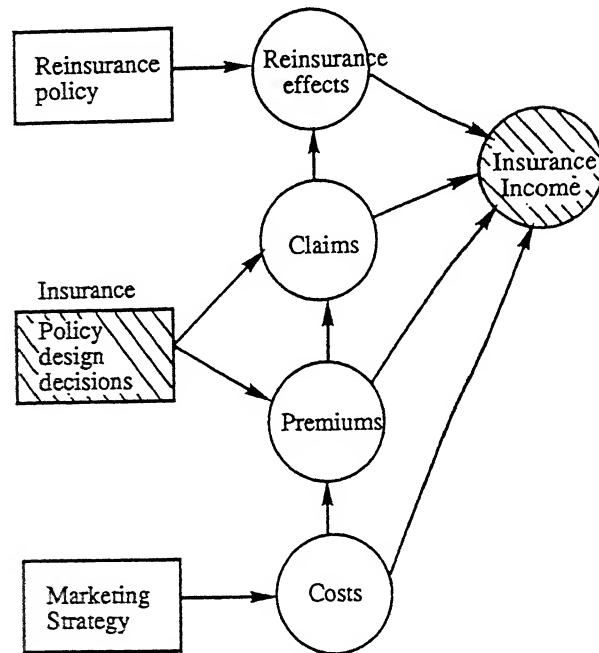 Reinsurance
policy
Reinsurance
effects
Insurance
Income
Claims
Insurance
Policy
design
decisions
Premiums
Marketing
Strategy
Costs